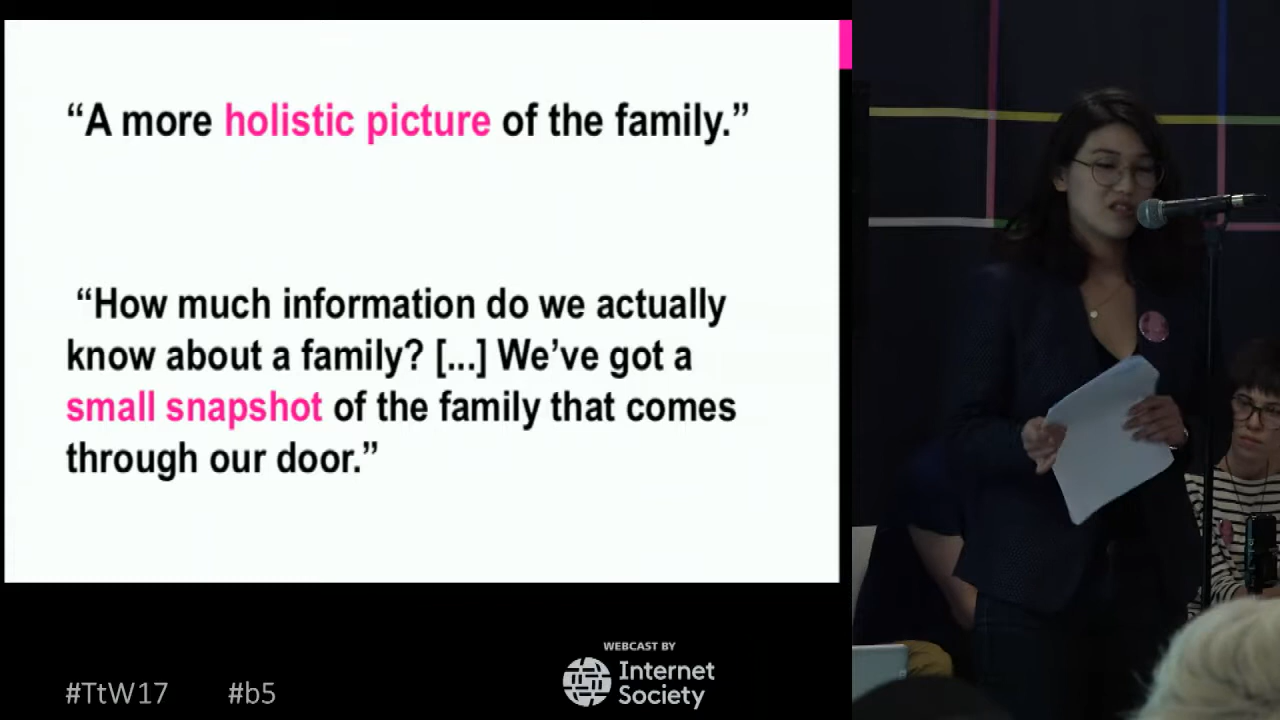 “A more holistic picture of the family.”
“How much information do we actually
know about a family? [...] We’ve got a
small snapshot of the family that comes
through our door.”
#TtW17 #b5
WEBCAST BY
Internet
Society